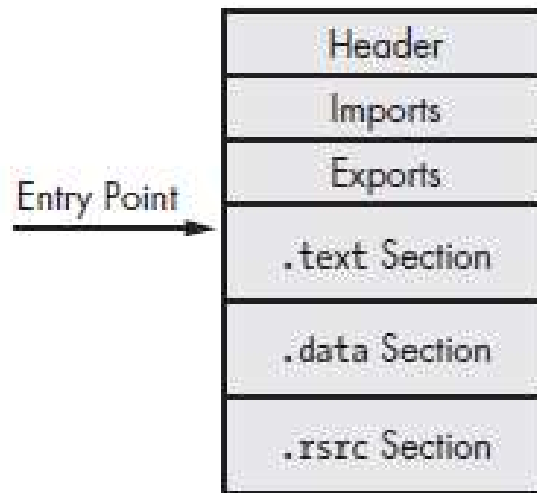 Header
Imports
Exports
Entry Point
.text Section
.data Section
.rsrc Section